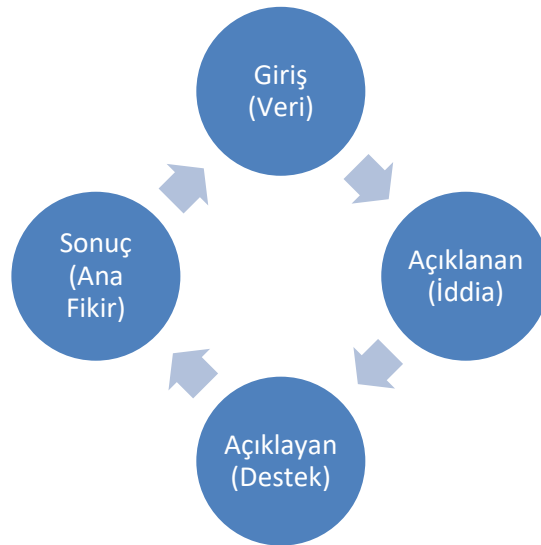 Giriş
(Veri)
Açıklanan
(İddia)
Açıklayan
(Destek)
Sonuç
(Ana
Fikir)